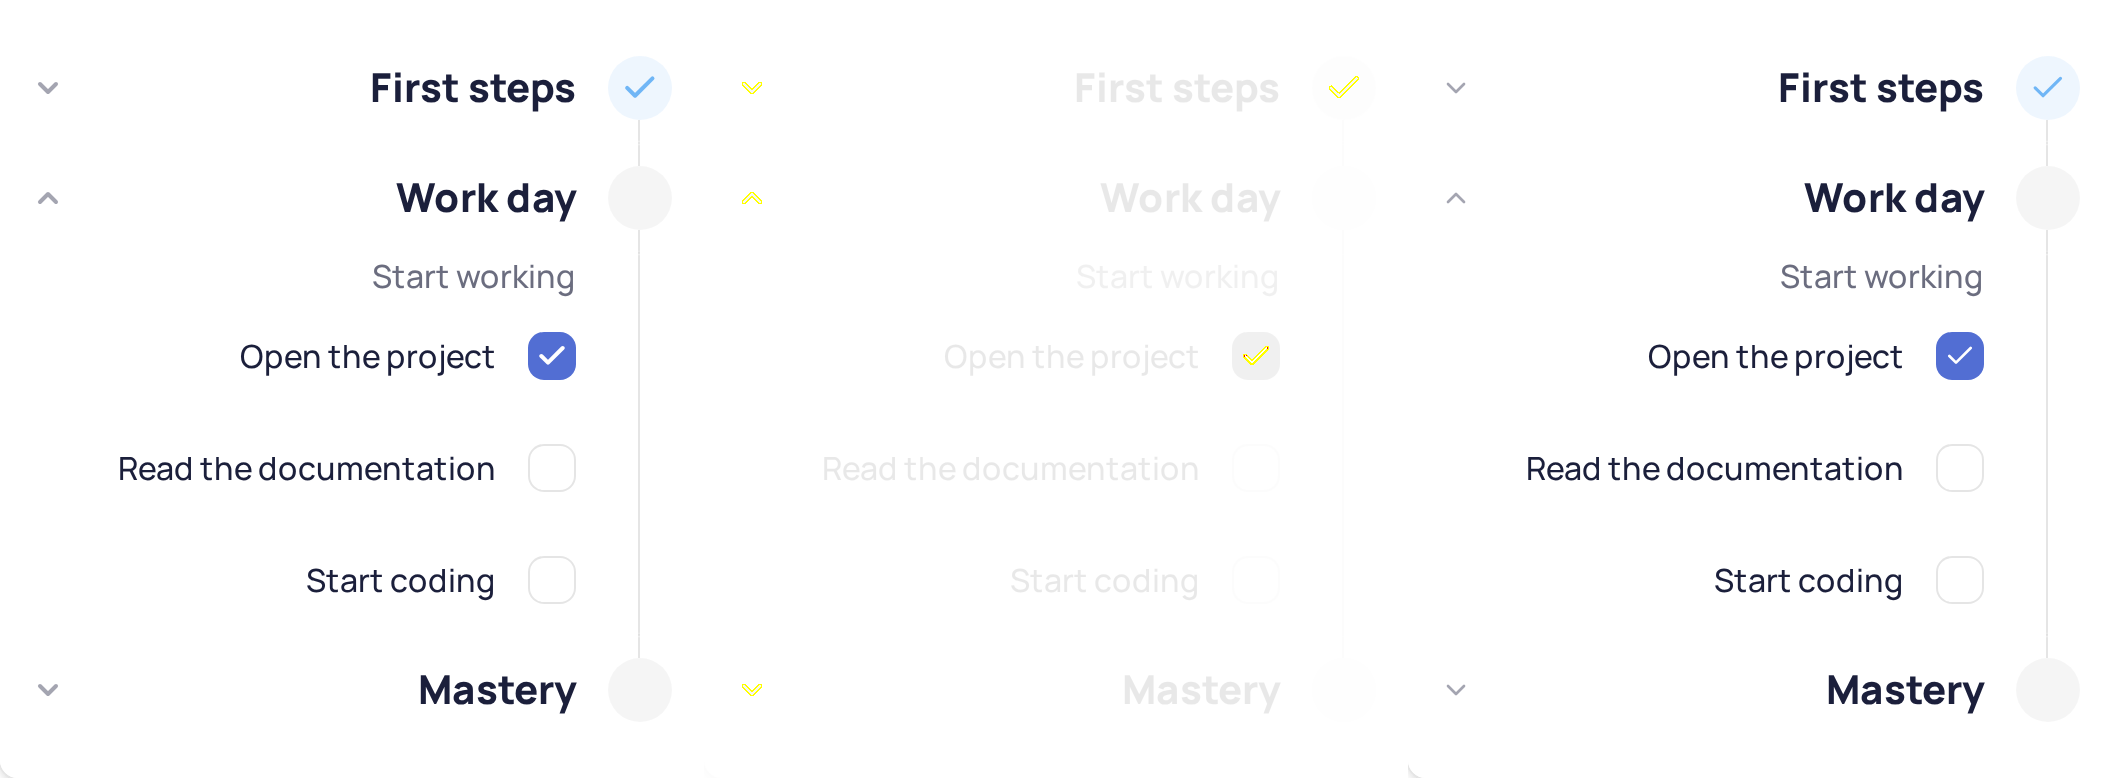 First steps
Work day
Start working
Open the project
Read the documentation
Start coding
Mastery
First steps
Work day
Start working
Open the project
Read the documentation
Start coding
Mastery
First steps
Work day
Start working
Open the project
Read the documentation
Start coding
Mastery